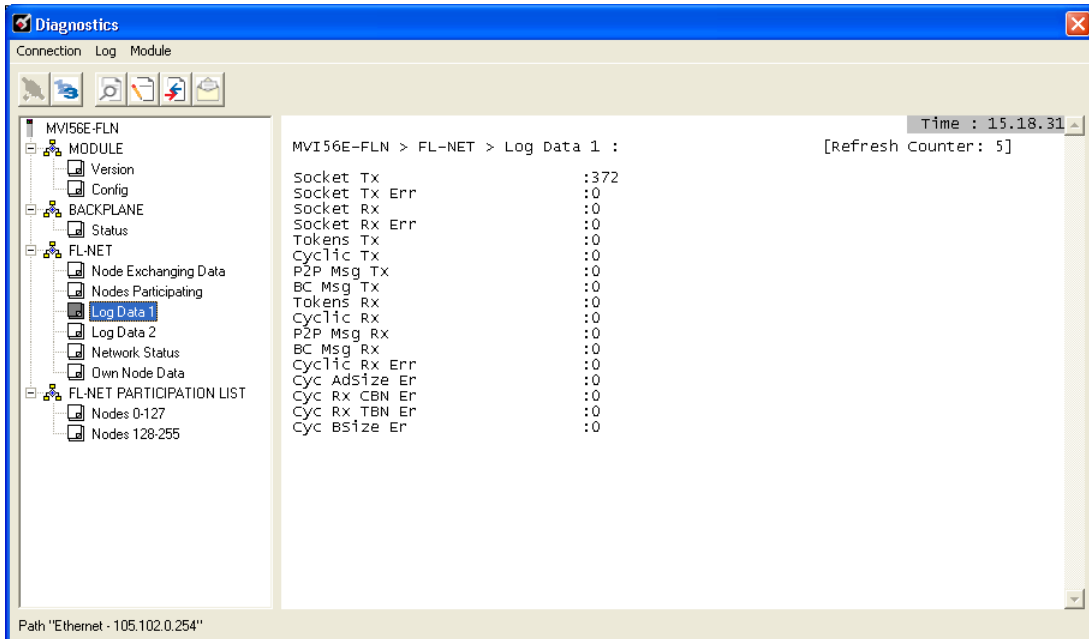 Diagnostics
Connection Log Module
MVI56E-FLN
MODULE
Version
Config
BACKPLANE
Status
FL-NET
Node Exchanging Data
Nodes Participating
Log Data 1
Log Data 2
Network Status
Own Node Data
FL-NET PARTICIPATION LIST
Nodes 0-127
Nodes 128-255
Time : 15.18.31
MVI56E-FLN > FL-NET > Log Data 1 : [Refresh Counter: 5]
Socket Tx :372
Socket Tx Err :0
Socket Rx :0
Socket Rx Err :0
Tokens Tx :0
Cyclic Tx :0
P2P Msg Tx :0
BC Msg Tx :0
Tokens Rx :0
Cyclic Rx :0
P2P Msg Rx :0
BC Msg Rx :0
Cyclic Rx Err :0
Cyc AdSize Er :0
Cyc Rx CBN Er :0
Cyc Rx TBN Er :0
Cyc BSize Er :0
Path "Ethernet - 105.102.0.254"